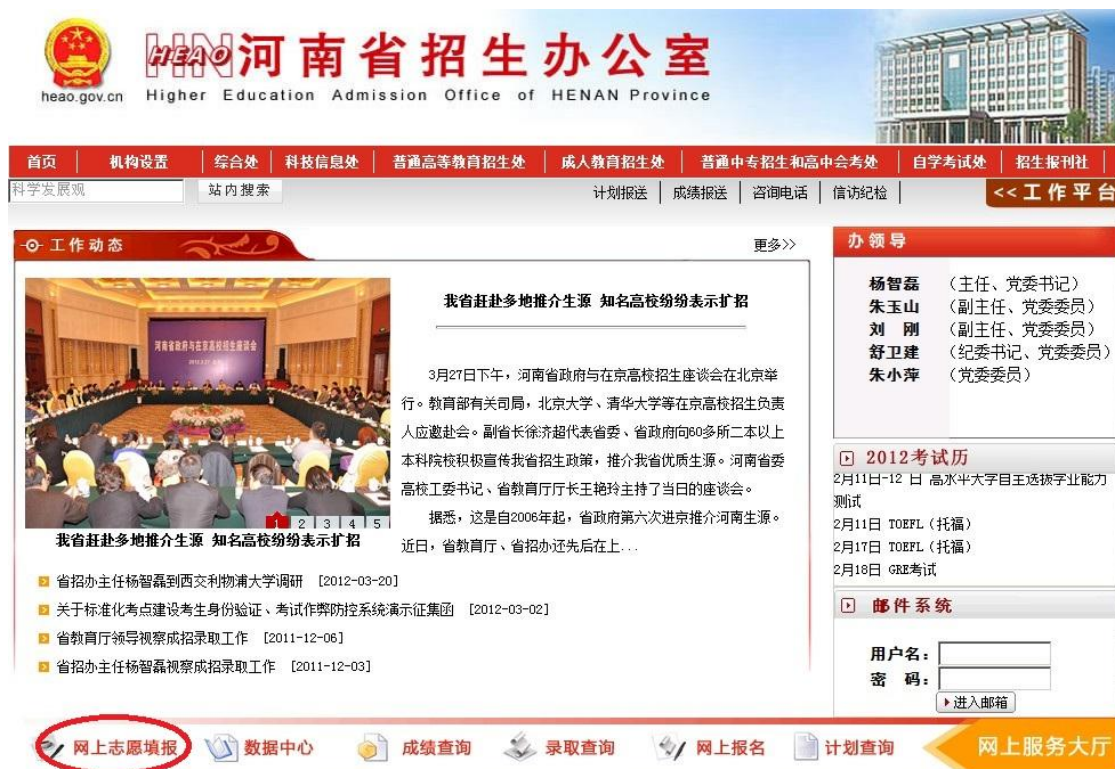 HEAO河南省招生办公室
heao.gov.cn
Higher Education Admission Office of HENAN Province
首页 机构设置 综合处 科技信息处 普通高等教育招生处 成人教育招生处 普通中专招生和高中会考处 自学考试处 招生报刊社
科学发展观 站内搜索 计划报送 成绩报送 咨询电话 信访纪检 <<工作平台
工作动态 更多>>
河南省政府与在京高校招生座谈会
1 2 3 4 5
我省赶赴多地推介生源 知名高校纷纷表示扩招
我省赶赴多地推介生源 知名高校纷纷表示扩招
3月27日下午,河南省政府与在京高校招生座谈会在北京举
行。教育部有关司局,北京大学、清华大学等在京高校招生负责
人应邀赴会。副省长徐济超代表省委、省政府向60多所二本以上
本科院校积极宣传我省招生政策,推介我省优质生源。河南省委
高校工委书记、省教育厅厅长王艳玲主持了当日的座谈会。
据悉,这是自2006年起,省政府第六次进京推介河南生源。
近日,省教育厅、省招办还先后在上...
省招办主任杨智磊到西交利物浦大学调研 [2012-03-20]
关于标准化考点建设考生身份验证、考试作弊防控系统演示征集函 [2012-03-02]
省教育厅领导视察成招录取工作 [2011-12-06]
省招办主任杨智磊视察成招录取工作 [2011-12-03]
办领导
杨智磊 (主任、党委书记)
朱玉山 (副主任、党委委员)
刘 刚 (副主任、党委委员)
舒卫建 (纪委书记、党委委员)
朱小萍 (党委委员)
2012考试历
2月11日-12 日 高水平大学自主选拔学业能力
测试
2月11日 TOEFL(托福)
2月17日 TOEFL(托福)
2月18日 GRE考试
邮件系统
用户名:
密 码:
进入邮箱
网上志愿填报 数据中心 成绩查询 录取查询 网上报名 计划查询 网上服务大厅